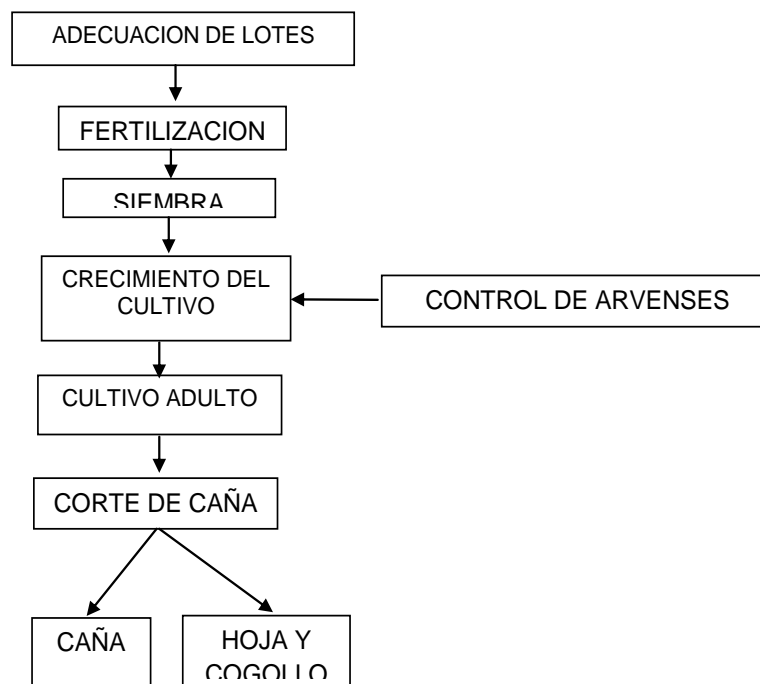 ADECUACION DE LOTES
FERTILIZACION
SIEMBRA
CRECIMIENTO DEL
CULTIVO
CONTROL DE ARVENSES
CULTIVO ADULTO
CORTE DE CAÑA
CAÑA
HOJA Y
COGOLLO